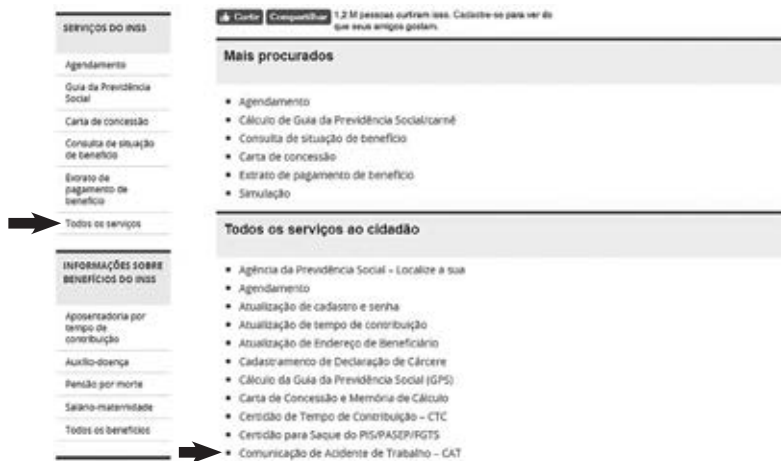 SERVIÇOS DO INSS
Agendamento
Guia da Previdência
Social
Carta de concessão
Consulta de situação
de benefício
Extrato de
pagamento de
benefício
Todos os serviços
INFORMAÇÕES SOBRE
BENEFÍCIOS DO INSS
Aposentadoria por
tempo de
contribuição
Auxílio-doença
Pensão por morte
Salário-maternidade
Todos os benefícios
Curtir Compartilhar 1,2 M pessoas curtiram isso. Cadastre-se para ver do
que seus amigos gostam.
Mais procurados
Agendamento
Cálculo de Guia da Previdência Social/carnê
Consulta de situação de benefício
Carta de concessão
Extrato de pagamento de benefício
Simulação
Todos os serviços ao cidadão
Agência da Previdência Social – Localize a sua
Agendamento
Atualização de cadastro e senha
Atualização de tempo de contribuição
Atualização de Endereço de Beneficiário
Cadastramento de Declaração de Cárcere
Cálculo da Guia da Previdência Social (GPS)
Carta de Concessão e Memória de Cálculo
Certidão de Tempo de Contribuição – CTC
Certidão para Saque do PIS/PASEP/FGTS
Comunicação de Acidente de Trabalho – CAT